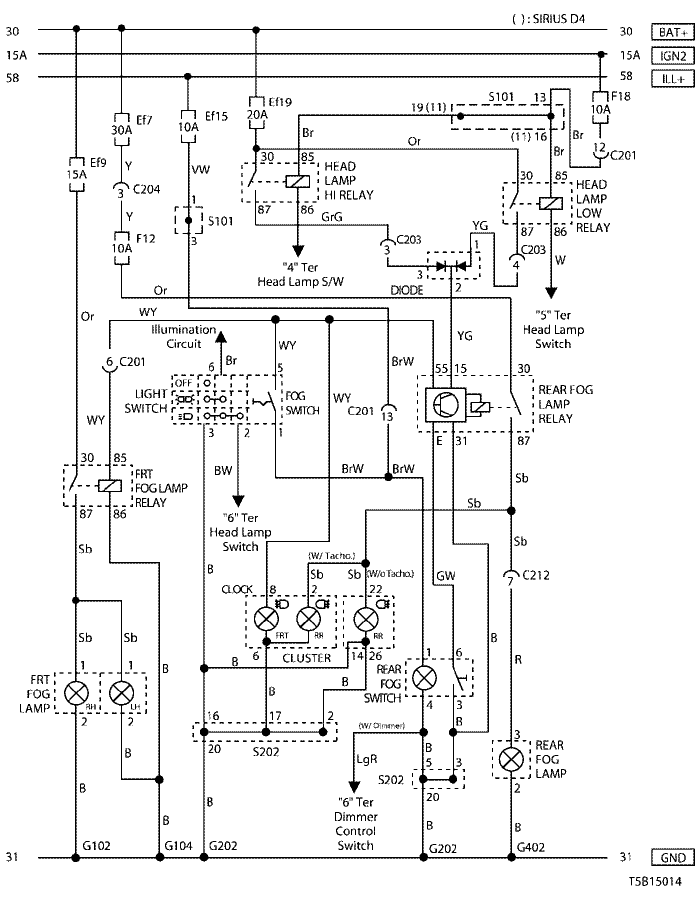 ( ) : SIRIUS D4
30 30 BAT+
15A 15A IGN2
58 58 ILL+
Ef7
30A
Ef15
10A
Ef19
20A
S101
13
19 (11)
(11) 16
F18
10A
Br
12
C201
Ef9
15A
Y
3
C204
Y
F12
10A
VW
1
S101
3
Br
Or
Br
30 85
HEAD
LAMP
HI RELAY
87 86
GrG
30 85
HEAD
LAMP
LOW
RELAY
87 86
C203
3
YG
1
C203
4
W
3
2
DIODE
"4" Ter
Head Lamp S/W
"5" Ter
Head Lamp
Switch
Or
Or
WY
Illumination
Circuit
WY
YG
6
C201
Br
6
5
BrW
WY
OFF
LIGHT
SWITCH
FOG
SWITCH
3 2 1
C201
13
55 15 30
REAR FOG
LAMP
RELAY
E 31 87
WY
BW
BrW
BrW
"6" Ter
Head Lamp
Switch
30 85
FRT
FOG LAMP
RELAY
87 86
Sb
Sb
Sb
Sb
7
C212
B
(W/ Tacho.)
Sb
Sb
(W/o Tacho.)
GW
CLOCK
8 2 22
FRT RR RR
6
CLUSTER
14 26
B
Sb
Sb
B
R
B
B
B
1 1
FRT
FOG
LAMP
RH LH
2 2
REAR
FOG
SWITCH
1 6
4 3
16 17 2
20
S202
(W/ Dimmer)
B
B
LgR
5 3
S202
20
3
REAR
FOG
LAMP
2
"6" Ter
Dimmer
Control
Switch
B
B
B
B
B
B
31 G102 G104 G202 G202 G402 31 GND
T5B15014